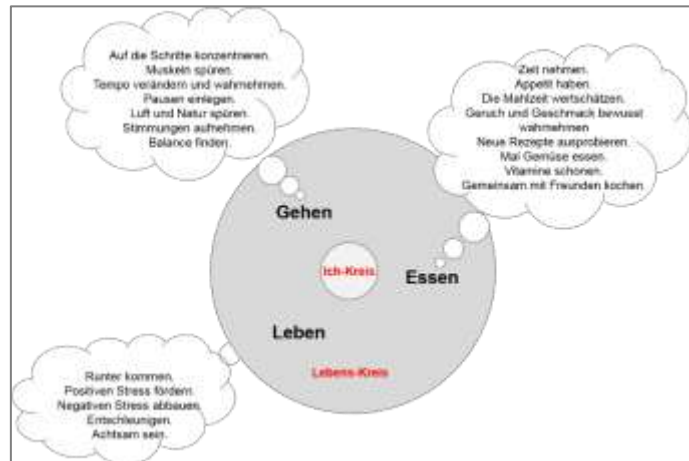 Auf die Schritte konzentrieren.
Muskeln spüren.
Tempo verändern und wahrnehmen.
Pausen einlegen.
Luft und Natur spüren.
Stimmungen aufnehmen.
Balance finden.
Zeit nehmen.
Appetit haben.
Die Mahlzeit wertschätzen.
Geruch und Geschmack bewusst
wahrnehmen
Neue Rezepte ausprobieren.
Mal Gemüse essen.
Vitamine schonen.
Gemeinsam mit Freunden kochen.
Gehen
Ich-Kreis
Essen
Leben
Lebens-Kreis
Runter kommen.
Positiven Stress fördern.
Negativen Stress abbauen.
Entschleunigen.
Achtsam sein.